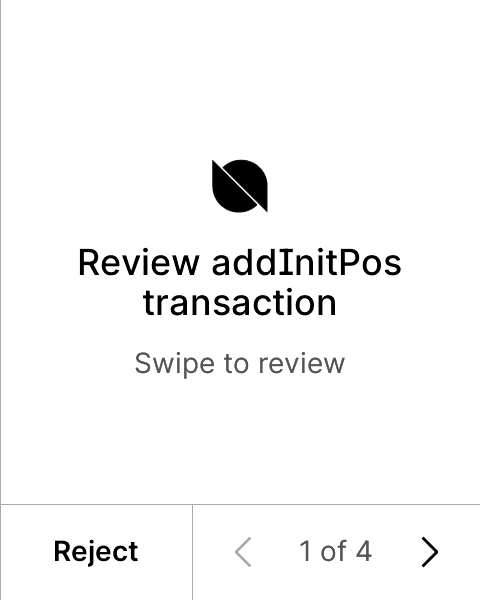 Review addInitPos
transaction
Swipe to review
Reject
1 of 4